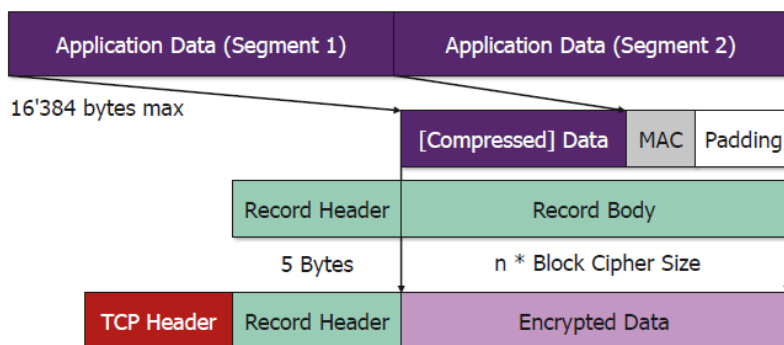 Application Data (Segment 1) Application Data (Segment 2)
16'384 bytes max
[Compressed] Data MAC Padding
Record Header Record Body
5 Bytes n * Block Cipher Size
TCP Header Record Header Encrypted Data